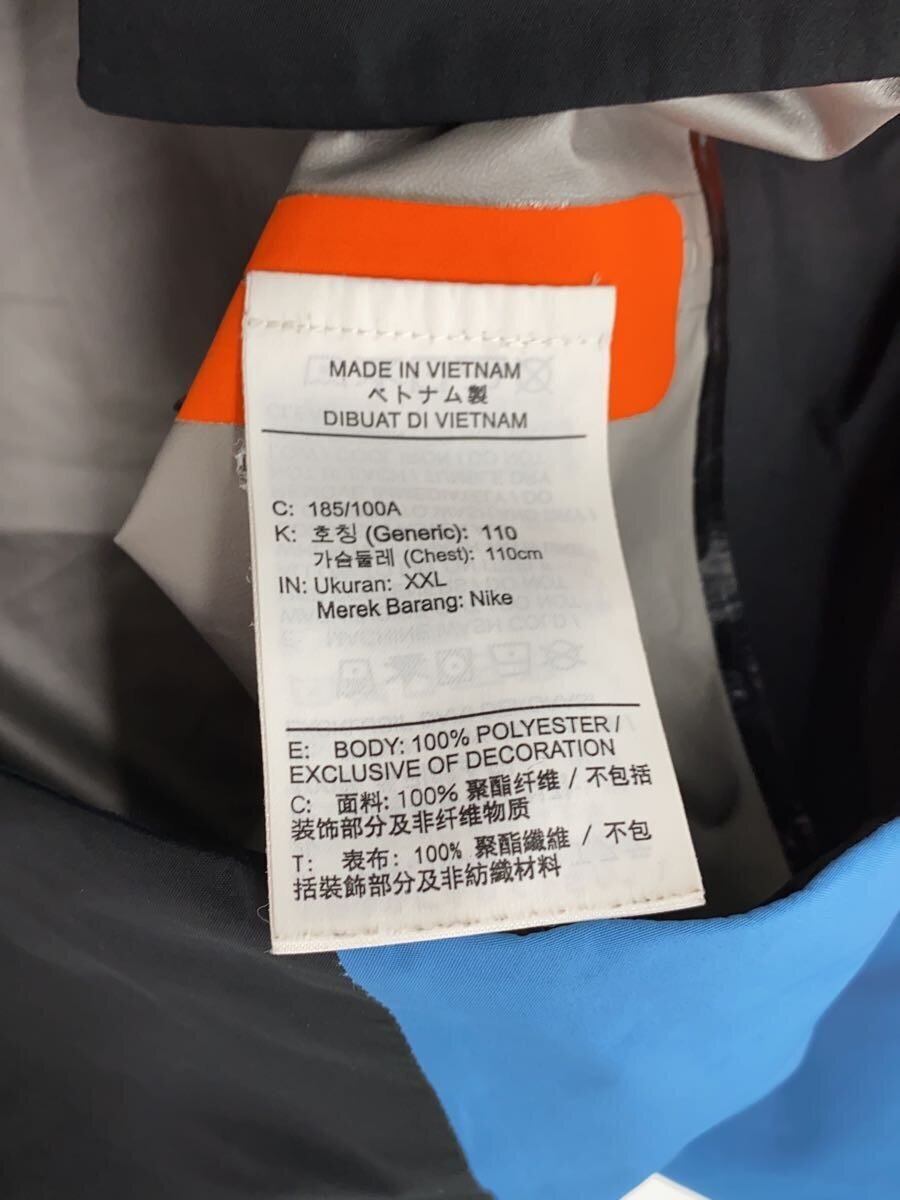 MADE IN VIETNAM
ベトナム製
DIBUAT DI VIETNAM
C: 185/100A
K: 호칭 (Generic): 110
가슴둘레 (Chest): 110cm
IN: Ukuran: XXL
Merek Barang: Nike
E: BODY: 100% POLYESTER /
EXCLUSIVE OF DECORATION
C: 面料: 100% 聚酯纤维 / 不包括
装饰部分及非纤维物质
T: 表布: 100% 聚酯纖維 / 不包
括裝飾部分及非紡織材料